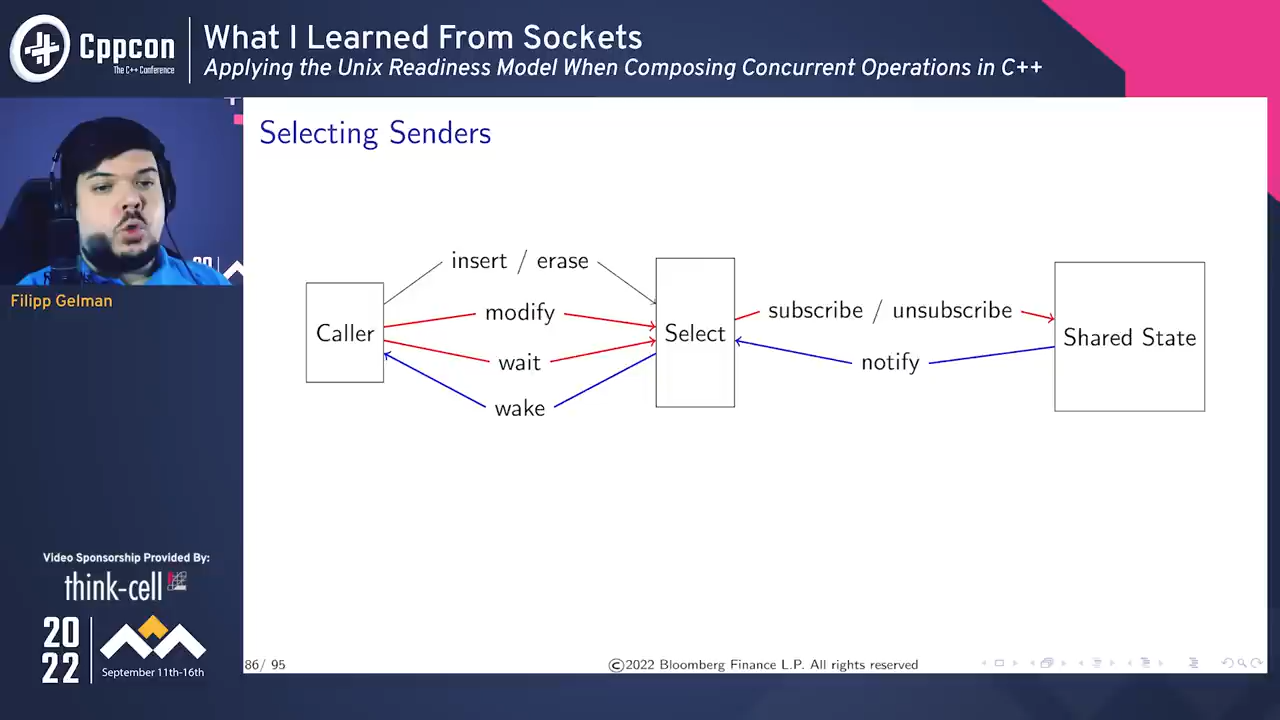 Cppcon
The C++ Conference
What I Learned From Sockets
Applying the Unix Readiness Model When Composing Concurrent Operations in C++
Filipp Gelman
Selecting Senders
insert / erase
modify
wait
wake
Caller
Select
subscribe / unsubscribe
notify
Shared State
Video Sponsorship Provided By:
think-cell
20
22
September 11th-16th
86/ 95
©2022 Bloomberg Finance L.P. All rights reserved